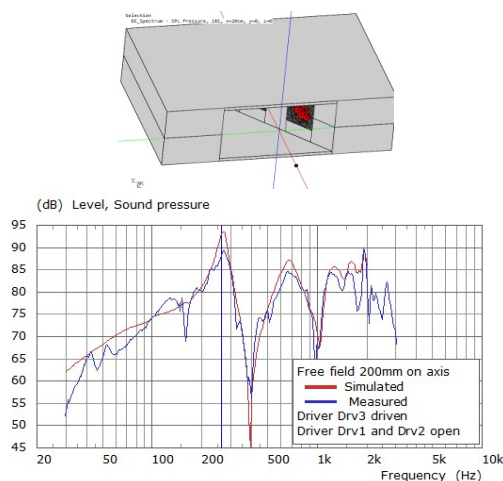 Selection
BE_Spectrum - SPL Pressure, 10L, x=20cm, y=0, z=0
(dB) Level, Sound pressure
95
90
85
80
75
70
65
60
55
50
45
Free field 200mm on axis
Simulated
Measured
Driver Drv3 driven
Driver Drv1 and Drv2 open
20 50 100 200 500 1k 2k 5k 10k
Frequency (Hz)